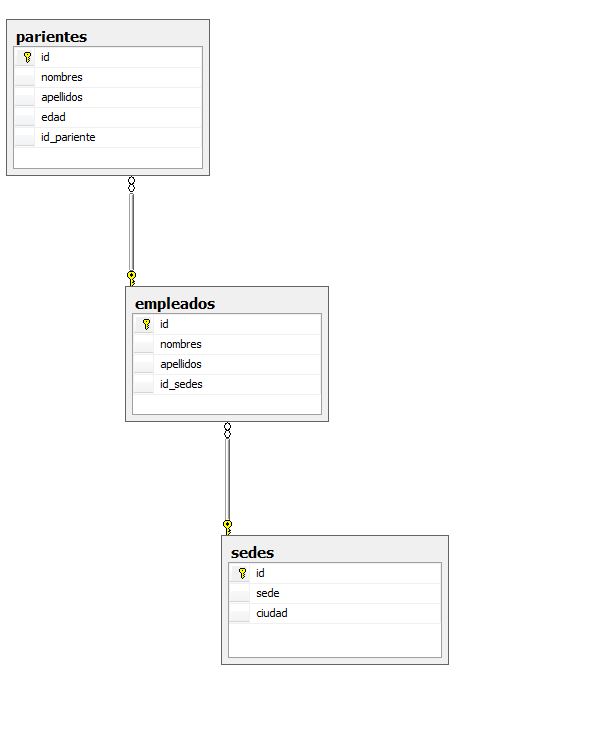 parientes
id
nombres
apellidos
edad
id_pariente
empleados
id
nombres
apellidos
id_sedes
sedes
id
sede
ciudad